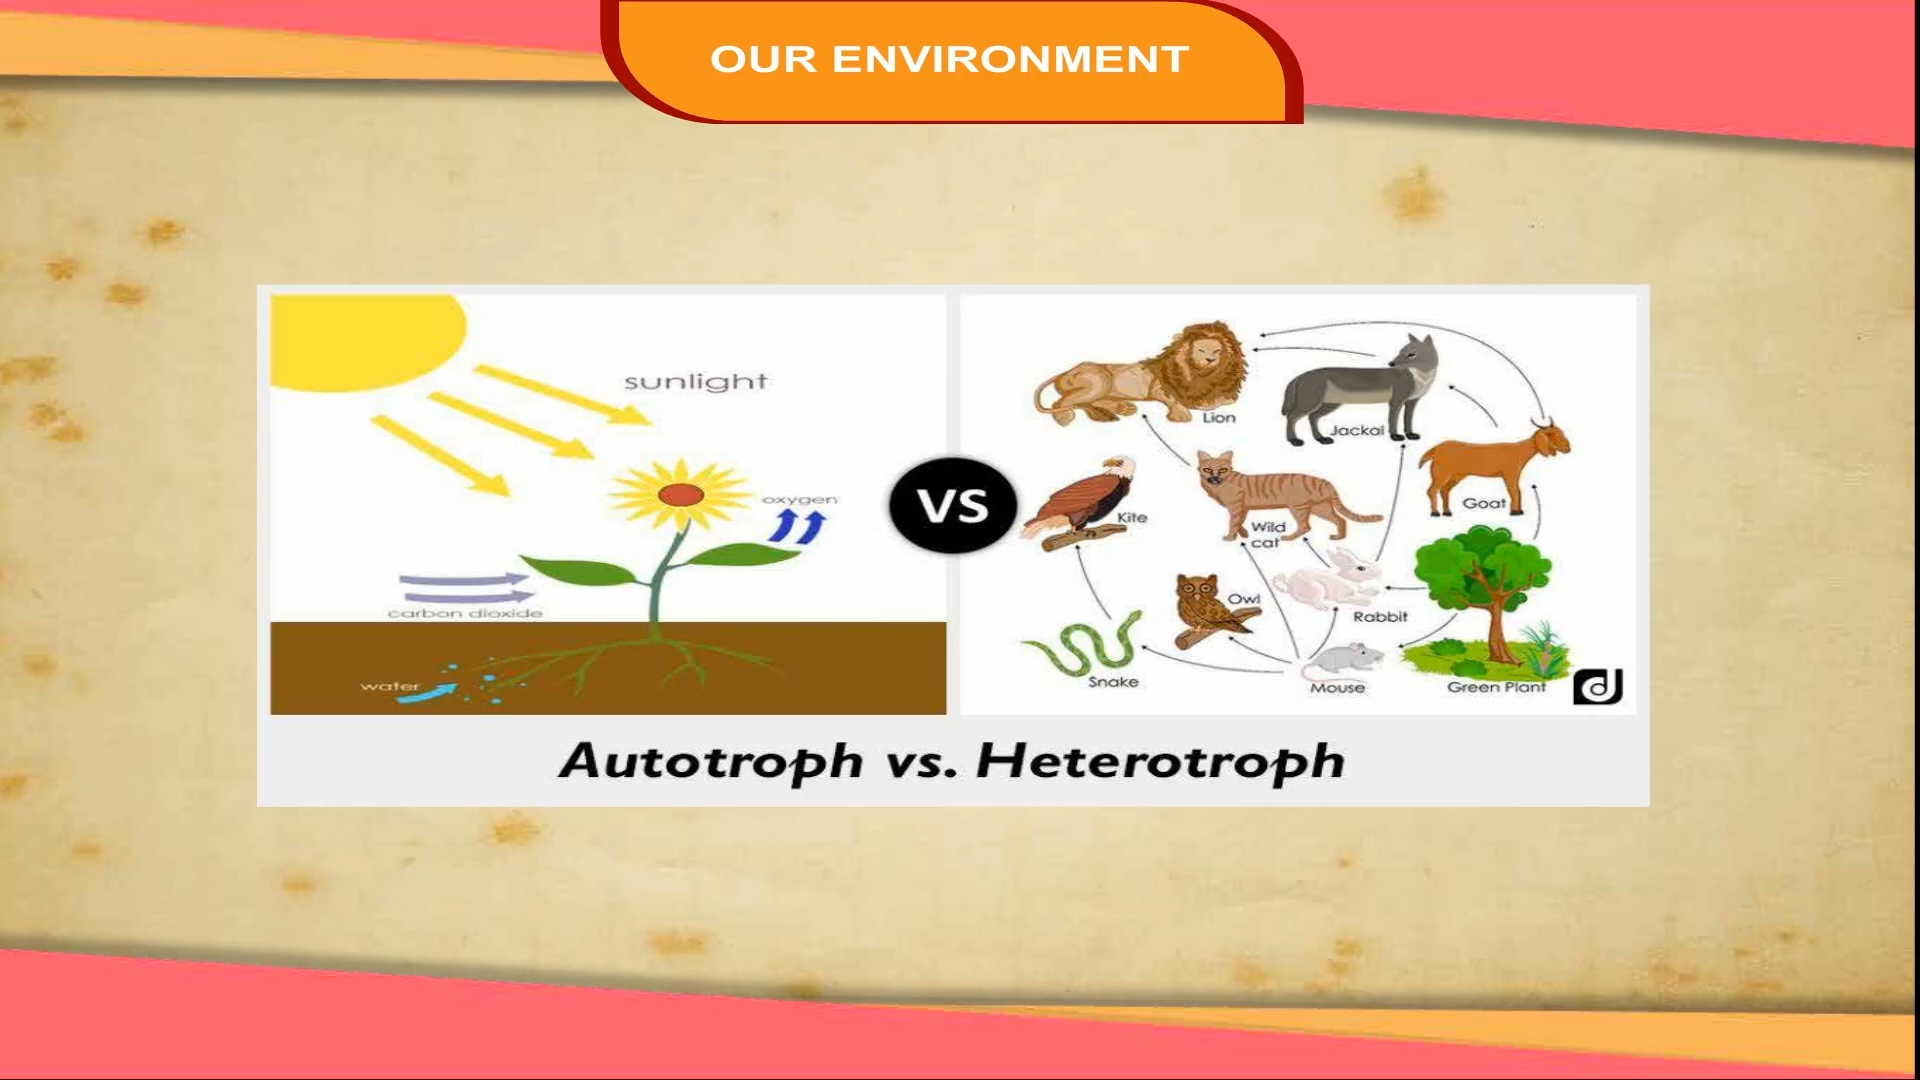 OUR ENVIRONMENT
sunlight
oxygen
carbon dioxide
water
VS
Lion
Jackal
Goat
Kite
Wild
cat
Owl
Rabbit
Snake
Mouse
Green Plant
Autotroph vs. Heterotroph